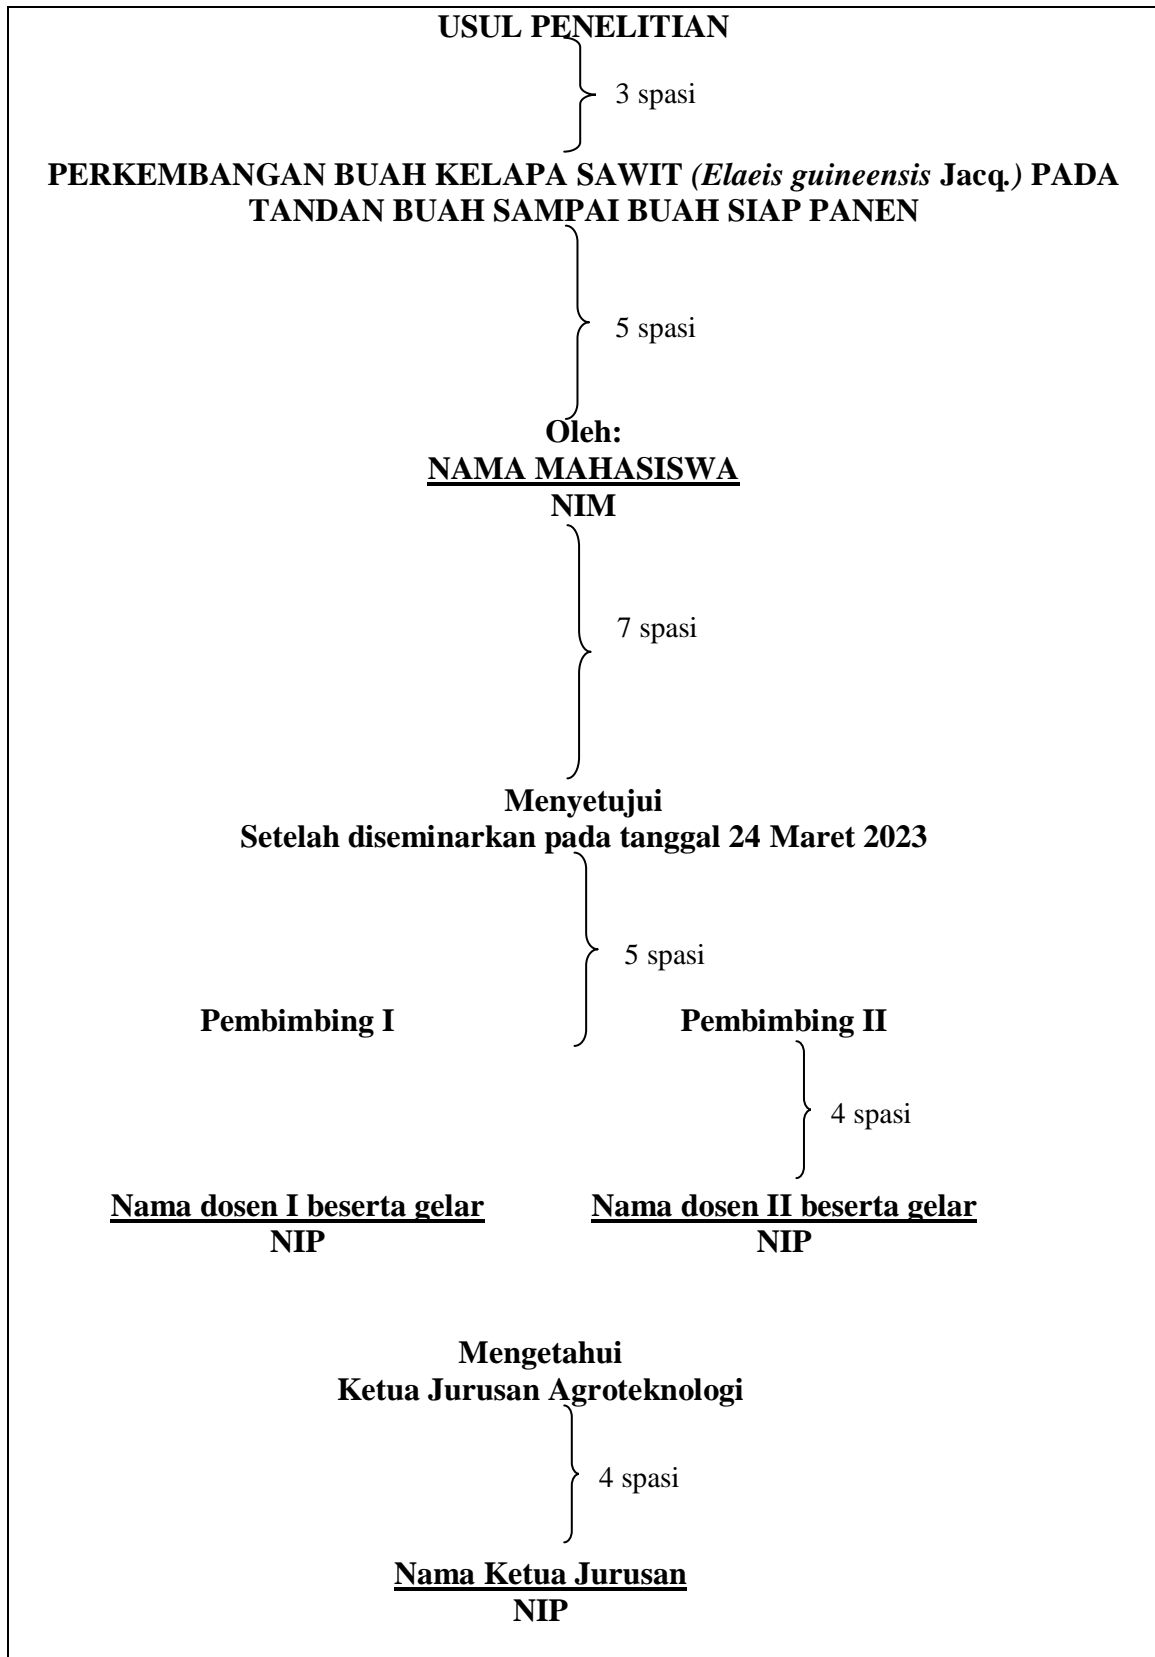 USUL PENELITIAN
3 spasi
PERKEMBANGAN BUAH KELAPA SAWIT (Elaeis guineensis Jacq.) PADA
TANDAN BUAH SAMPAI BUAH SIAP PANEN
5 spasi
Oleh:
NAMA MAHASISWA
NIM
7 spasi
Menyetujui
Setelah diseminarkan pada tanggal 24 Maret 2023
5 spasi
Pembimbing I Pembimbing II
4 spasi
Nama dosen I beserta gelar Nama dosen II beserta gelar
NIP NIP
Mengetahui
Ketua Jurusan Agroteknologi
4 spasi
Nama Ketua Jurusan
NIP